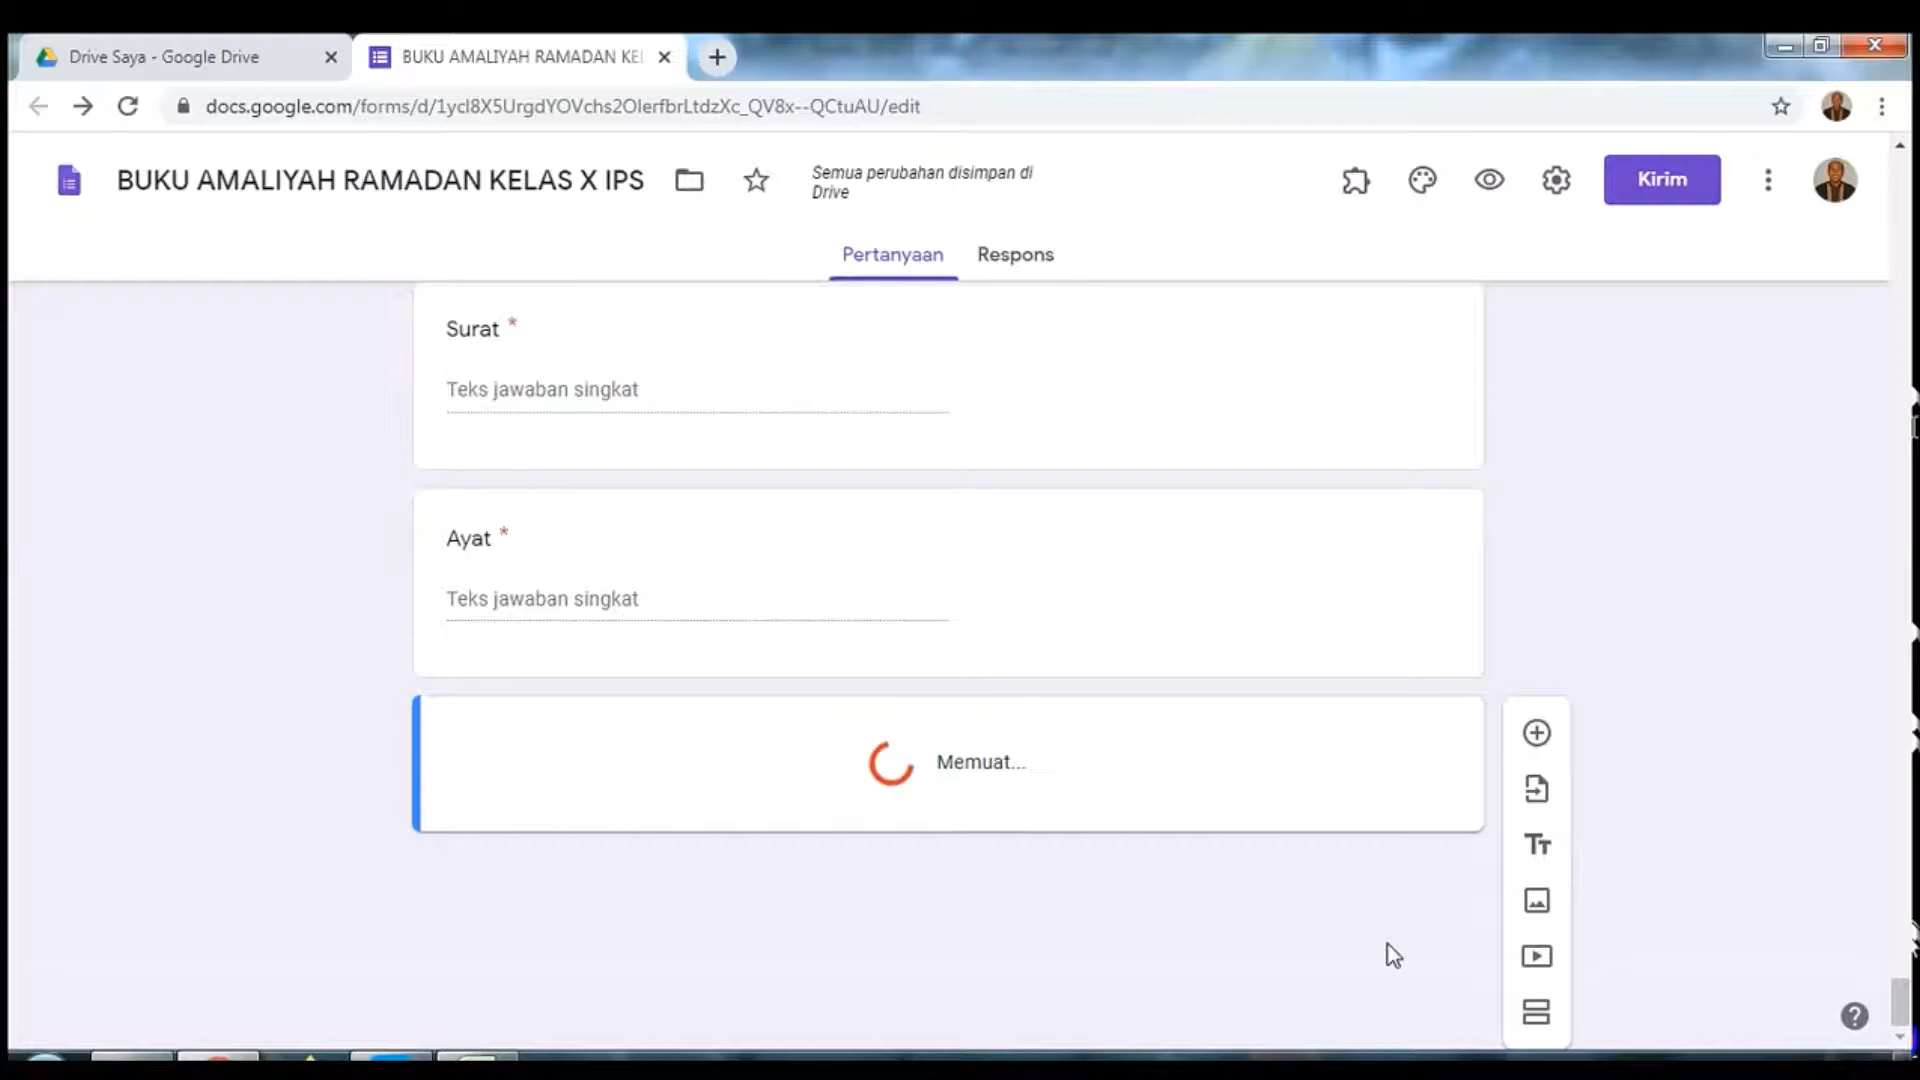 Drive Saya - Google Drive
BUKU AMALIYAH RAMADAN KEL
docs.google.com/forms/d/1ycl8X5UrgdYOVchs2OlerfbrLtdzXc_QV8x--QCtuAU/edit
BUKU AMALIYAH RAMADAN KELAS X IPS
Semua perubahan disimpan di
Drive
Kirim
Pertanyaan
Respons
Surat *
Teks jawaban singkat
Ayat *
Teks jawaban singkat
Memuat...